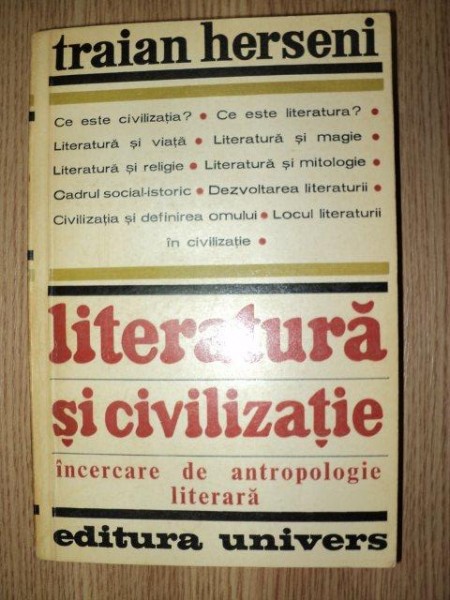 traian herseni
Ce este civilizația? • Ce este literatura? •
Literatură și viață • Literatură și magie •
Literatură și religie • Literatură și mitologie •
Cadrul social-istoric • Dezvoltarea literaturii •
Civilizația și definirea omului • Locul literaturii
în civilizație •
literatură
și civilizație
încercare de antropologie
literară
editura univers